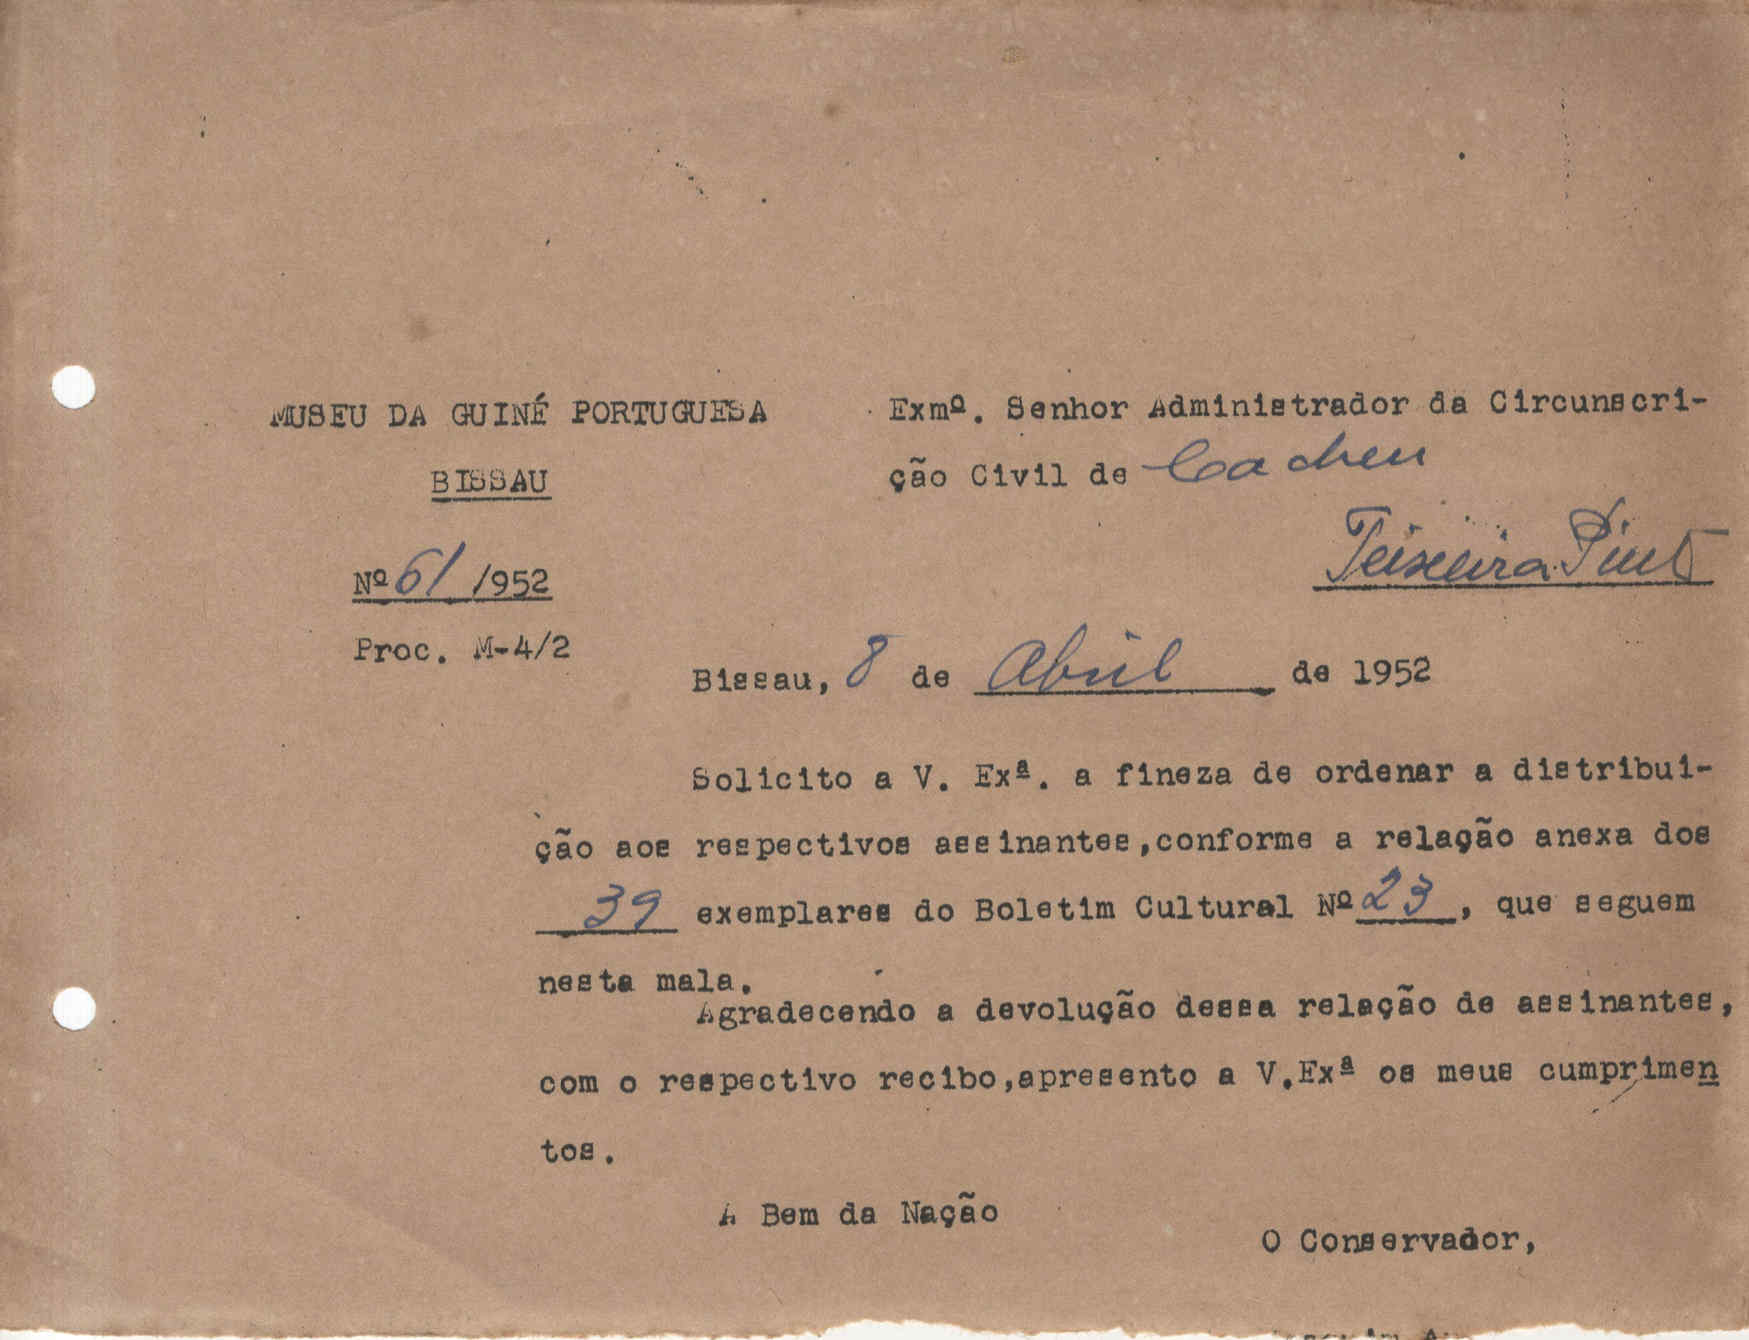 MUSEU DA GUINÉ PORTUGUESA
BISSAU
Nº 61 /952
Proc. M-4/2
Exmº. Senhor Administrador da Circunscri-
ção Civil de Cacheu
Teixeira Pinto
Bissau, 8 de Abril de 1952
Solicito a V. Exª. a fineza de ordenar a distribui-
ção aos respectivos assinantes,conforme a relação anexa dos
39 exemplares do Boletim Cultural Nº 23, que seguem
nesta mala.
Agradecendo a devolução dessa relação de assinantes,
com o respectivo recibo,apresento a V.Exª os meus cumprimen
tos.
A Bem da Nação
O Conservador,